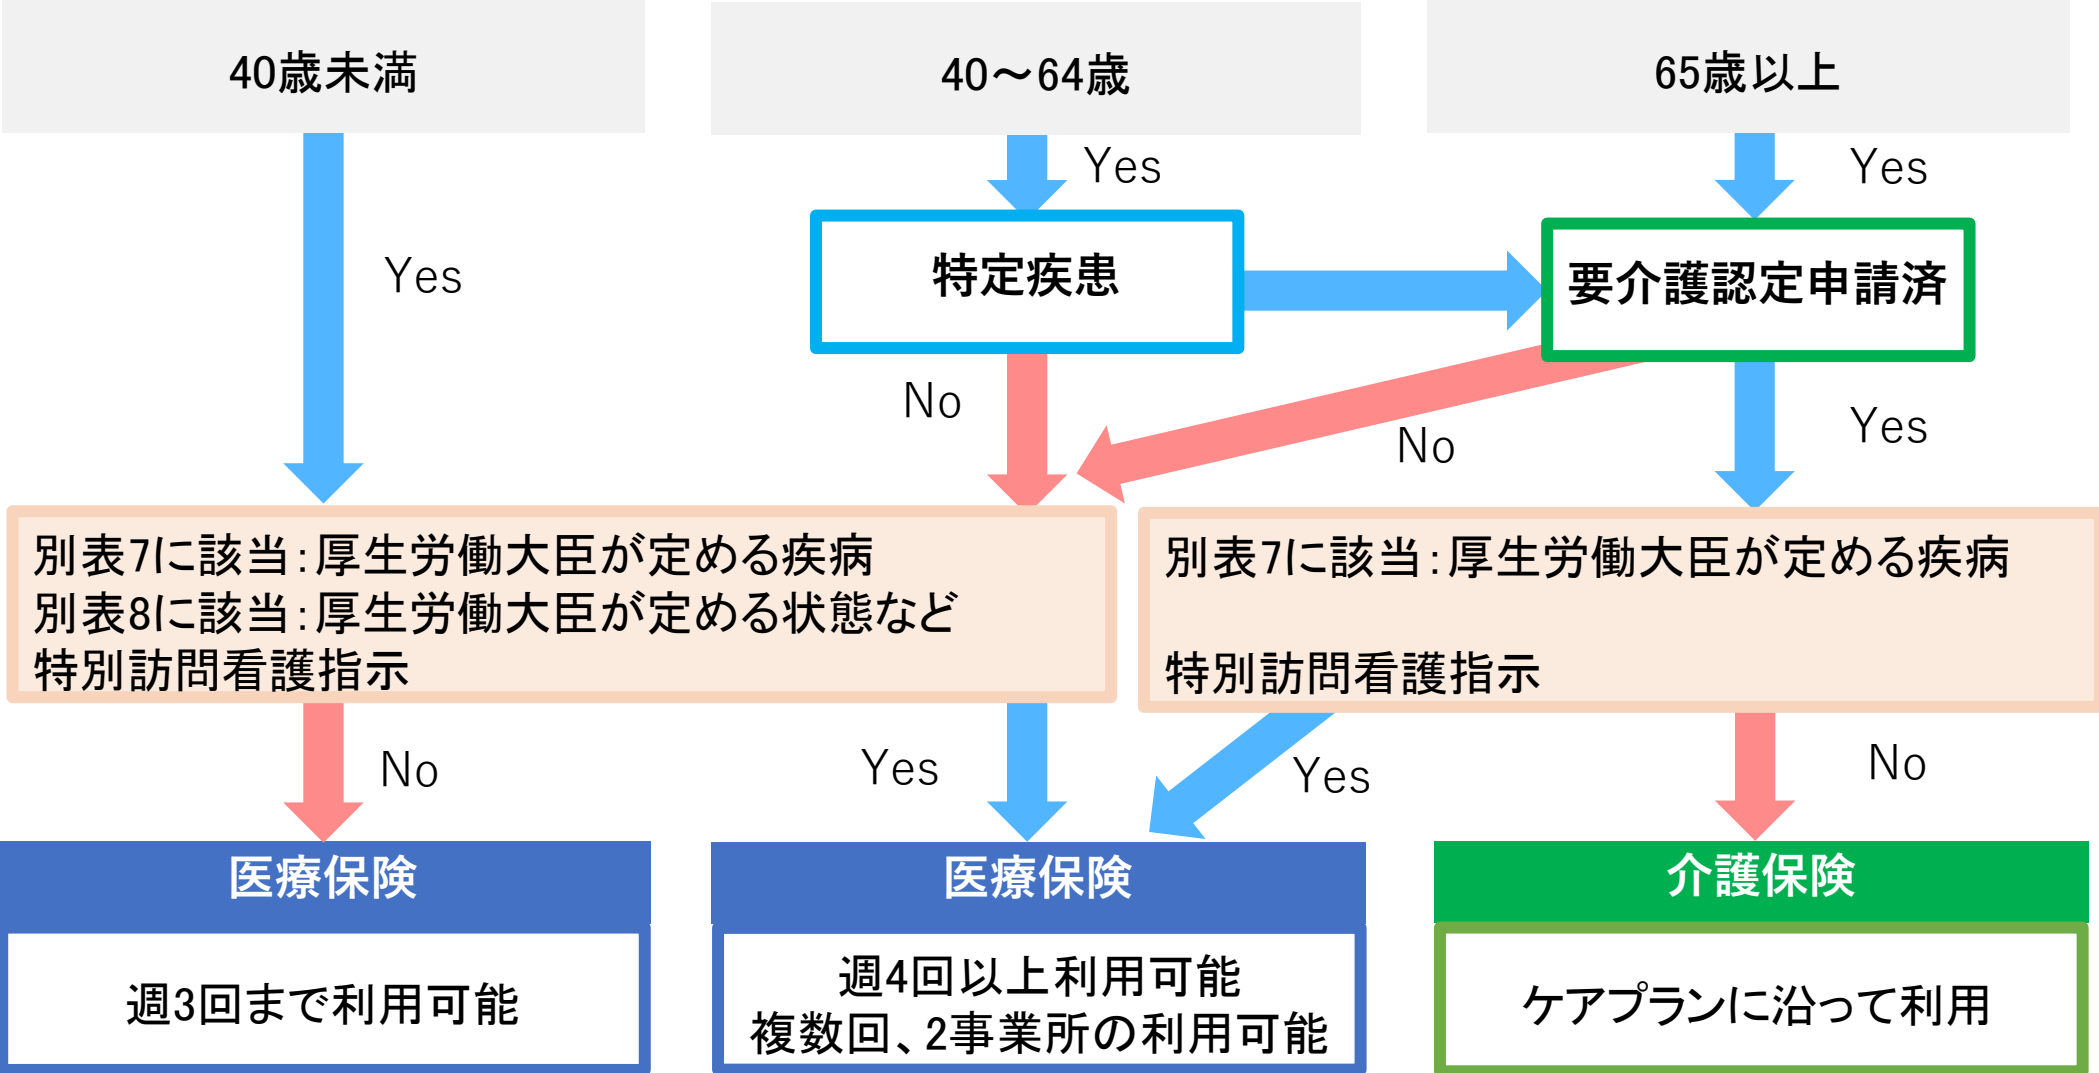 40歳未満
40～64歳
65歳以上
Yes
Yes
Yes
特定疾患
要介護認定申請済
No
No
Yes
別表7に該当：厚生労働大臣が定める疾病
別表8に該当：厚生労働大臣が定める状態など
特別訪問看護指示
別表7に該当：厚生労働大臣が定める疾病
特別訪問看護指示
No
Yes
Yes
No
医療保険
週3回まで利用可能
医療保険
週4回以上利用可能
複数回、2事業所の利用可能
介護保険
ケアプランに沿って利用